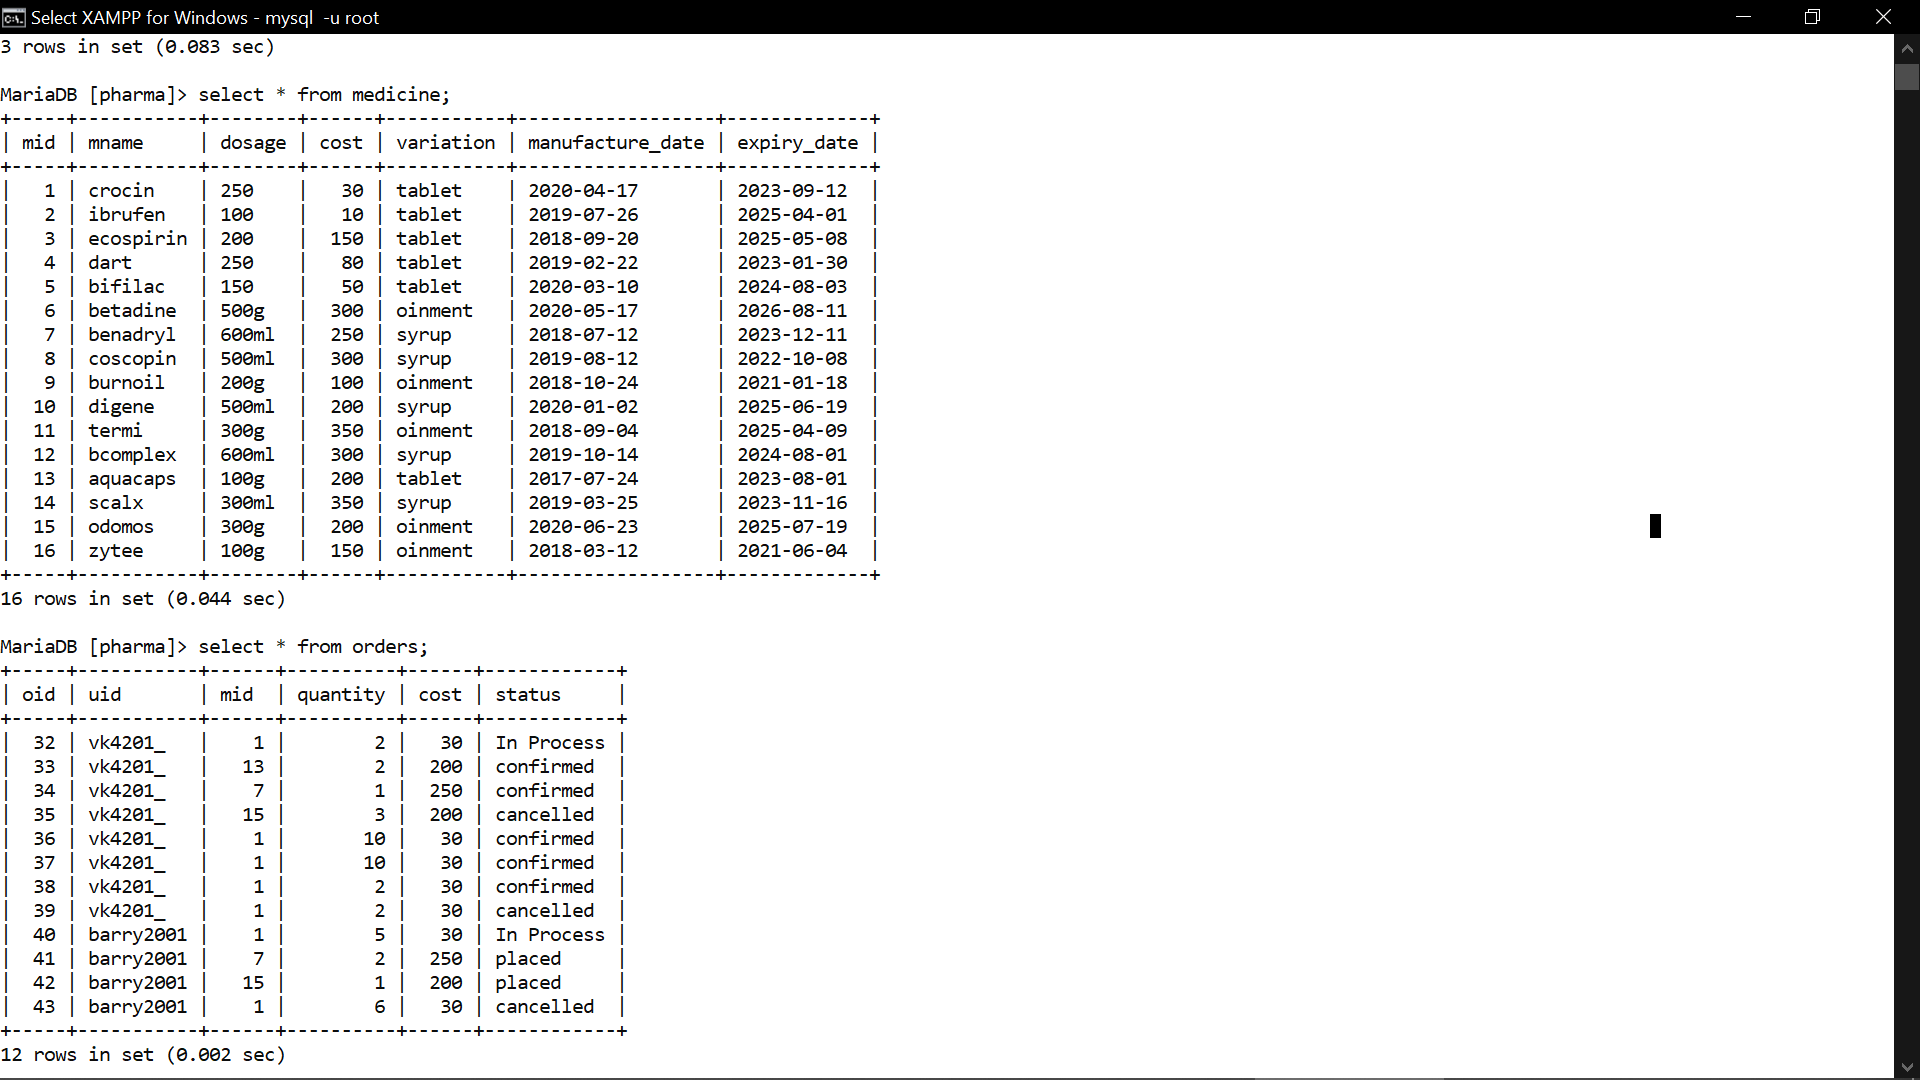 Select XAMPP for Windows - mysql  -u root
3 rows in set (0.083 sec)

MariaDB [pharma]> select * from medicine;
+-----+-----------+--------+------+-----------+------------------+-------------+
| mid | mname     | dosage | cost | variation | manufacture_date | expiry_date |
+-----+-----------+--------+------+-----------+------------------+-------------+
|   1 | crocin    | 250    |   30 | tablet    | 2020-04-17       | 2023-09-12  |
|   2 | ibrufen   | 100    |   10 | tablet    | 2019-07-26       | 2025-04-01  |
|   3 | ecospirin | 200    |  150 | tablet    | 2018-09-20       | 2025-05-08  |
|   4 | dart      | 250    |   80 | tablet    | 2019-02-22       | 2023-01-30  |
|   5 | bifilac   | 150    |   50 | tablet    | 2020-03-10       | 2024-08-03  |
|   6 | betadine  | 500g   |  300 | oinment   | 2020-05-17       | 2026-08-11  |
|   7 | benadryl  | 600ml  |  250 | syrup     | 2018-07-12       | 2023-12-11  |
|   8 | coscopin  | 500ml  |  300 | syrup     | 2019-08-12       | 2022-10-08  |
|   9 | burnoil   | 200g   |  100 | oinment   | 2018-10-24       | 2021-01-18  |
|  10 | digene    | 500ml  |  200 | syrup     | 2020-01-02       | 2025-06-19  |
|  11 | termi     | 300g   |  350 | oinment   | 2018-09-04       | 2025-04-09  |
|  12 | bcomplex  | 600ml  |  300 | syrup     | 2019-10-14       | 2024-08-01  |
|  13 | aquacaps  | 100g   |  200 | tablet    | 2017-07-24       | 2023-08-01  |
|  14 | scalx     | 300ml  |  350 | syrup     | 2019-03-25       | 2023-11-16  |
|  15 | odomos    | 300g   |  200 | oinment   | 2020-06-23       | 2025-07-19  |
|  16 | zytee     | 100g   |  150 | oinment   | 2018-03-12       | 2021-06-04  |
+-----+-----------+--------+------+-----------+------------------+-------------+
16 rows in set (0.044 sec)

MariaDB [pharma]> select * from orders;
+-----+-----------+------+----------+------+------------+
| oid | uid       | mid  | quantity | cost | status     |
+-----+-----------+------+----------+------+------------+
|  32 | vk4201_   |    1 |        2 |   30 | In Process |
|  33 | vk4201_   |   13 |        2 |  200 | confirmed  |
|  34 | vk4201_   |    7 |        1 |  250 | confirmed  |
|  35 | vk4201_   |   15 |        3 |  200 | cancelled  |
|  36 | vk4201_   |    1 |       10 |   30 | confirmed  |
|  37 | vk4201_   |    1 |       10 |   30 | confirmed  |
|  38 | vk4201_   |    1 |        2 |   30 | confirmed  |
|  39 | vk4201_   |    1 |        2 |   30 | cancelled  |
|  40 | barry2001 |    1 |        5 |   30 | In Process |
|  41 | barry2001 |    7 |        2 |  250 | placed     |
|  42 | barry2001 |   15 |        1 |  200 | placed     |
|  43 | barry2001 |    1 |        6 |   30 | cancelled  |
+-----+-----------+------+----------+------+------------+
12 rows in set (0.002 sec)